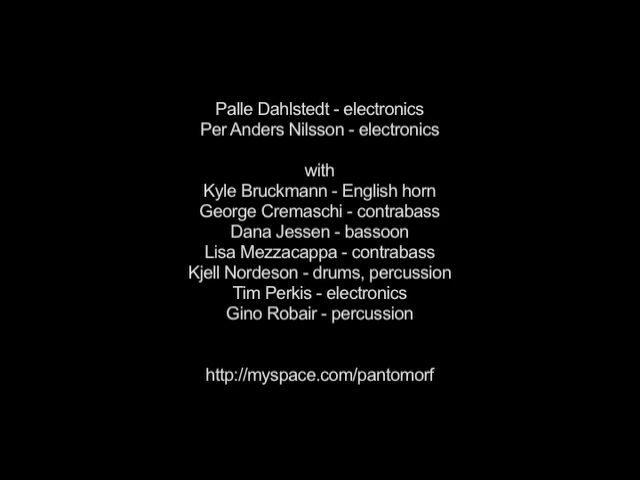 Palle Dahlstedt - electronics
Per Anders Nilsson - electronics
with
Kyle Bruckmann - English horn
George Cremaschi - contrabass
Dana Jessen - bassoon
Lisa Mezzacappa - contrabass
Kjell Nordeson - drums, percussion
Tim Perkis - electronics
Gino Robair - percussion
http://myspace.com/pantomorf